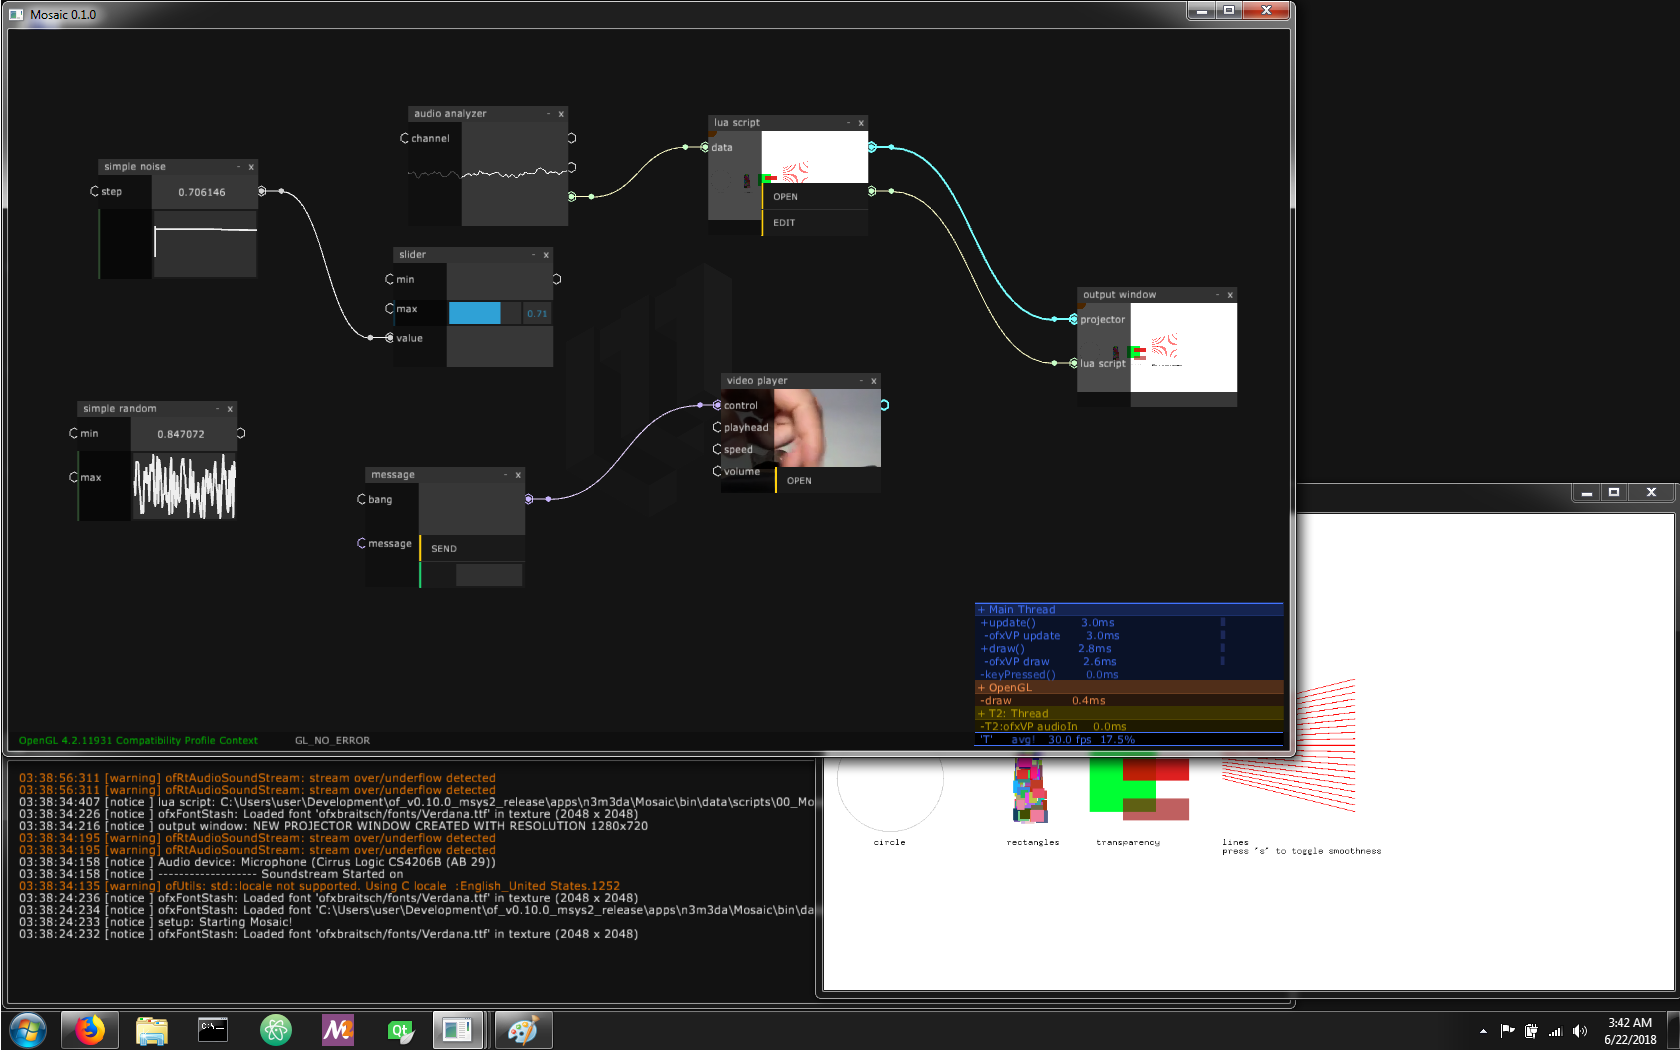 Mosaic 0.1.0
audio analyzer - x
channel
lua script - x
data
OPEN
EDIT
simple noise - x
step
0.706146
slider - x
min
max
0.71
value
output window - x
projector
lua script
video player - x
control
playhead
speed
volume
OPEN
simple random - x
min
0.847072
max
message - x
bang
message
SEND
+ Main Thread
+update() 3.0ms
-ofxVP update 3.0ms
+draw() 2.8ms
-ofxVP draw 2.6ms
-keyPressed() 0.0ms
+ OpenGL
-draw 0.4ms
+ T2: Thread
-T2:ofxVP audioIn 0.0ms
'T' avg! 30.0 fps 17.5%
OpenGL 4.2.11931 Compatibility Profile Context GL_NO_ERROR
03:38:56:311 [warning] ofRtAudioSoundStream: stream over/underflow detected
03:38:56:311 [warning] ofRtAudioSoundStream: stream over/underflow detected
03:38:34:407 [notice ] lua script: C:\Users\user\Development\of_v0.10.0_msys2_release\apps\n3m3da\Mosaic\bin\data\scripts\00_Mo
03:38:34:226 [notice ] ofxFontStash: Loaded font 'ofxbraitsch/fonts/Verdana.ttf' in texture (2048 x 2048)
03:38:34:216 [notice ] output window: NEW PROJECTOR WINDOW CREATED WITH RESOLUTION 1280x720
03:38:34:195 [warning] ofRtAudioSoundStream: stream over/underflow detected
03:38:34:195 [warning] ofRtAudioSoundStream: stream over/underflow detected
03:38:34:158 [notice ] Audio device: Microphone (Cirrus Logic CS4206B (AB 29))
03:38:34:158 [notice ] ------------------- Soundstream Started on
03:38:34:135 [warning] ofUtils: std::locale not supported. Using C locale :English_United States.1252
03:38:24:236 [notice ] ofxFontStash: Loaded font 'ofxbraitsch/fonts/Verdana.ttf' in texture (2048 x 2048)
03:38:24:234 [notice ] ofxFontStash: Loaded font 'C:\Users\user\Development\of_v0.10.0_msys2_release\apps\n3m3da\Mosaic\bin\da
03:38:24:233 [notice ] setup: Starting Mosaic!
03:38:24:232 [notice ] ofxFontStash: Loaded font 'ofxbraitsch/fonts/Verdana.ttf' in texture (2048 x 2048)
circle
rectangles
transparency
lines
press 's' to toggle smoothness
C:\_
M2
Qt
3:42 AM
6/22/2018